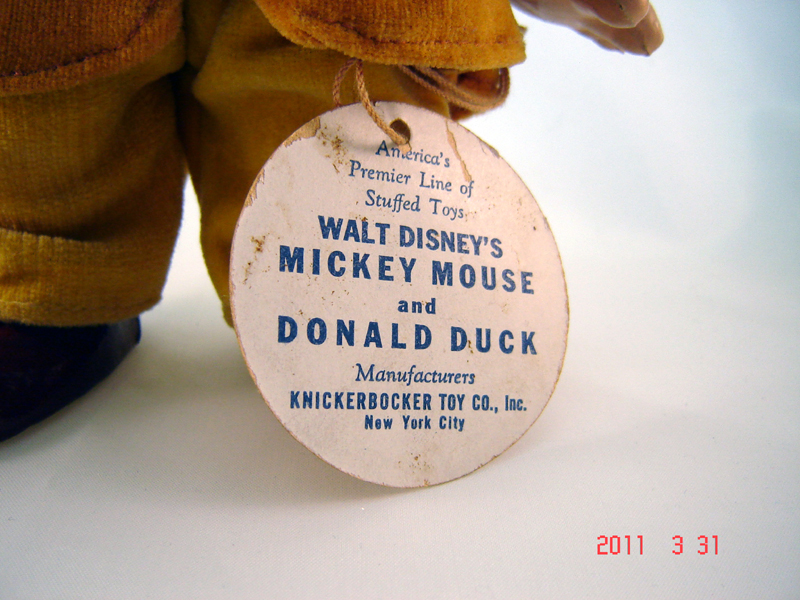 America's
Premier Line of
Stuffed Toys
WALT DISNEY'S
MICKEY MOUSE
and
DONALD DUCK
Manufacturers
KNICKERBOCKER TOY CO., Inc.
New York City
2011 3 31